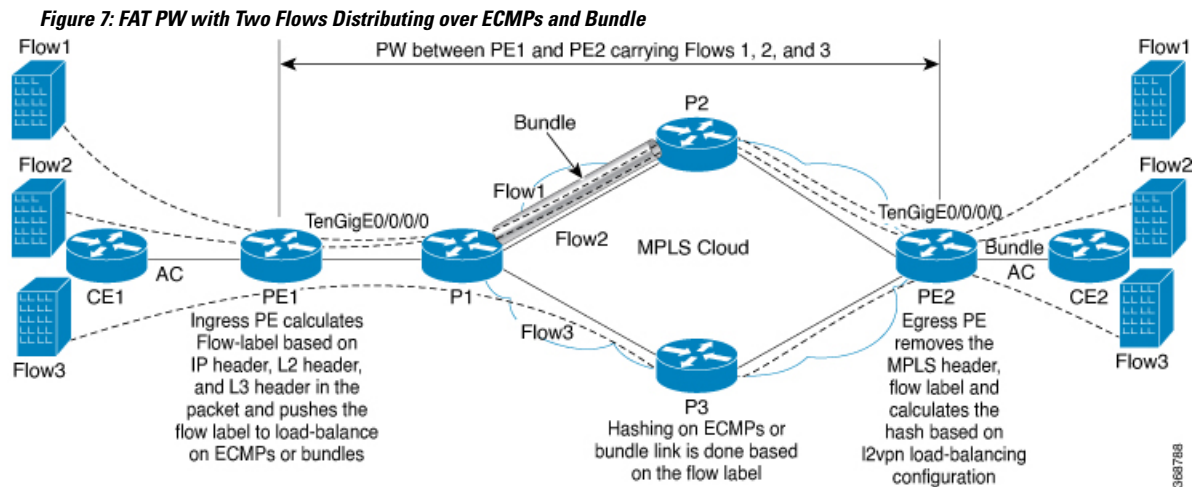 Figure 7: FAT PW with Two Flows Distributing over ECMPs and Bundle
Flow1
PW between PE1 and PE2 carrying Flows 1, 2, and 3
Flow1
P2
Bundle
Flow2
Flow1
Flow2
TenGigE0/0/0/0
Flow2
MPLS Cloud
TenGigE0/0/0/0
Bundle
AC
AC
CE1
PE1
P1
PE2
CE2
Flow3
Flow3
Flow3
Ingress PE calculates
Flow-label based on
IP header, L2 header,
and L3 header in the
packet and pushes the
flow label to load-balance
on ECMPs or bundles
P3
Hashing on ECMPs or
bundle link is done based
on the flow label
Egress PE
removes the
MPLS header,
flow label and
calculates the
hash based on
l2vpn load-balancing
configuration
368788